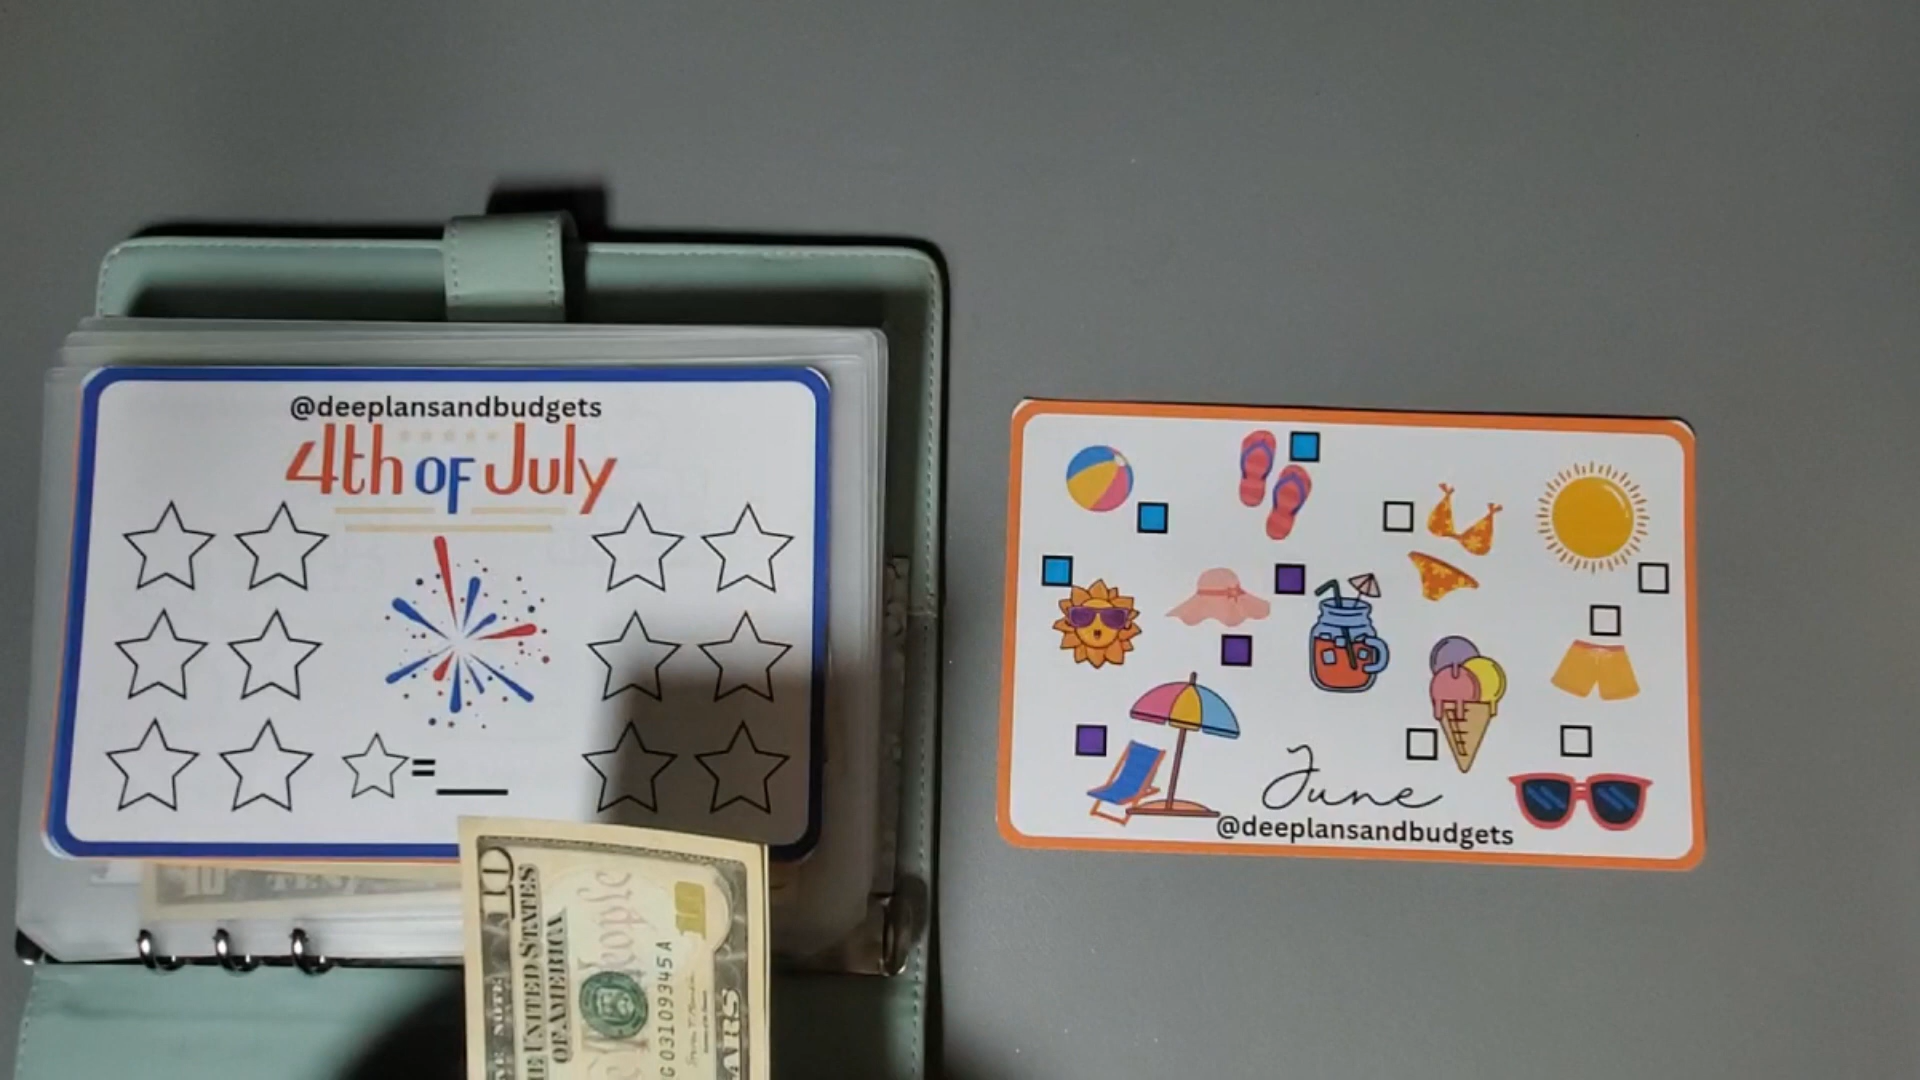 @deeplansandbudgets
4th of July
=
June
@deeplansandbudgets
10
THE UNITED STATES
OF AMERICA
We the People
G 03109345 A